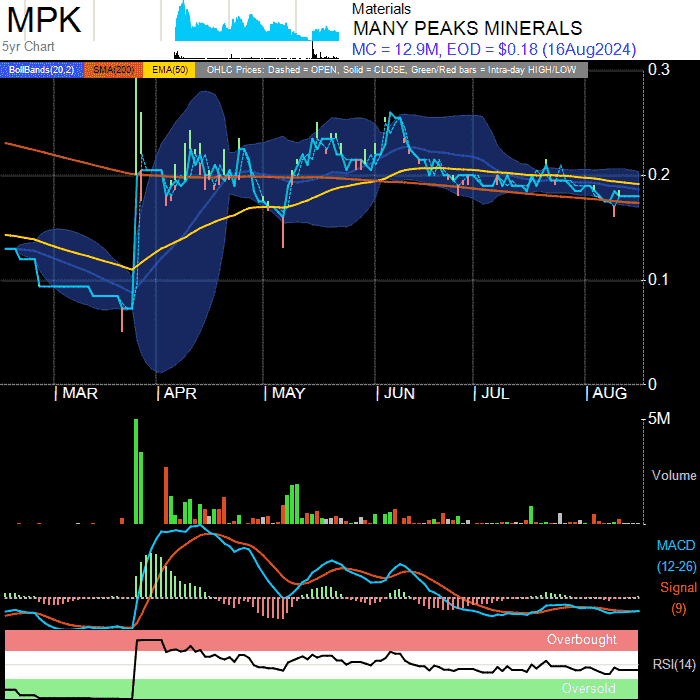 MPK
5yr Chart
Materials
MANY PEAKS MINERALS
MC = 12.9M, EOD = $0.18 (16Aug2024)
BollBands(20,2) SMA(200) EMA(50) OHLC Prices: Dashed = OPEN, Solid = CLOSE, Green/Red bars = Intra-day HIGH/LOW
0.3
0.2
0.1
0
| MAR | APR | MAY | JUN | JUL | AUG
5M
Volume
MACD
(12-26)
Signal
(9)
Overbought
RSI(14)
Oversold